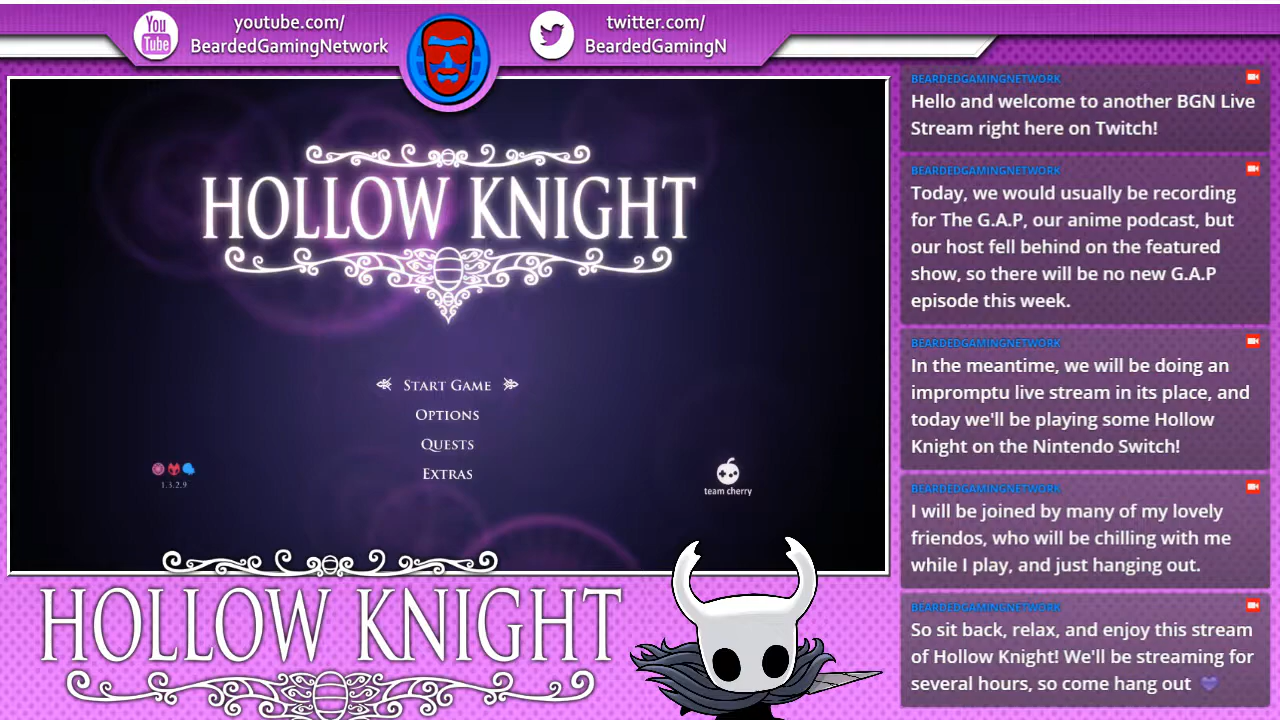 youtube.com/
BeardedGamingNetwork
You
Tube
twitter.com/
BeardedGamingN
HOLLOW KNIGHT
START GAME
OPTIONS
QUESTS
EXTRAS
1.3.2.9
team cherry
HOLLOW KNIGHT
BEARDEDGAMINGNETWORK
Hello and welcome to another BGN Live
Stream right here on Twitch!
BEARDEDGAMINGNETWORK
Today, we would usually be recording
for The G.A.P, our anime podcast, but
our host fell behind on the featured
show, so there will be no new G.A.P
episode this week.
BEARDEDGAMINGNETWORK
In the meantime, we will be doing an
impromptu live stream in its place, and
today we'll be playing some Hollow
Knight on the Nintendo Switch!
BEARDEDGAMINGNETWORK
I will be joined by many of my lovely
friendos, who will be chilling with me
while I play, and just hanging out.
BEARDEDGAMINGNETWORK
So sit back, relax, and enjoy this stream
of Hollow Knight! We'll be streaming for
several hours, so come hang out 💜